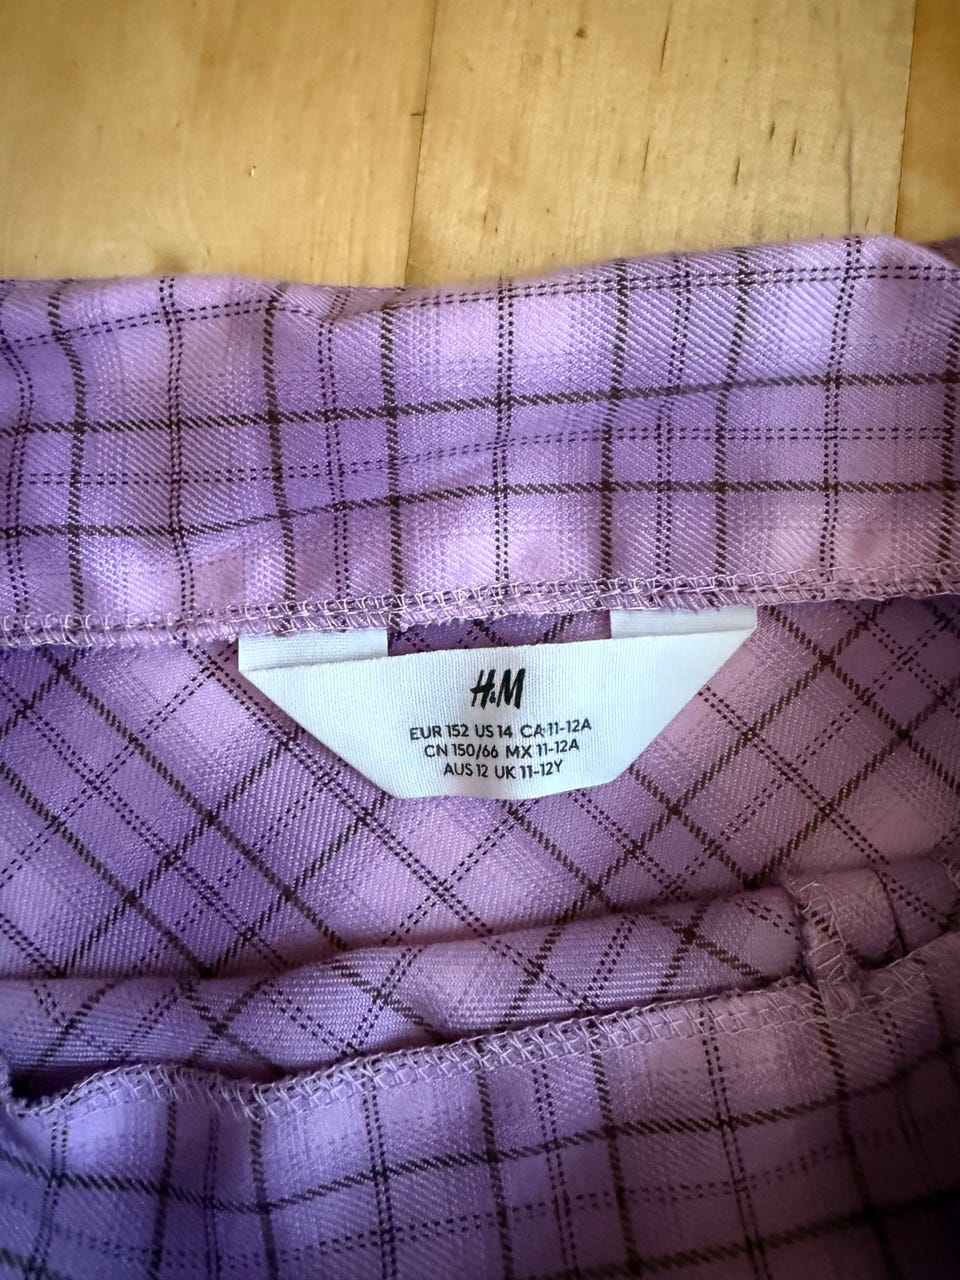 H&M
EUR 152 US 14 CA 11-12A
CN 150/66 MX 11-12A
AUS 12 UK 11-12Y